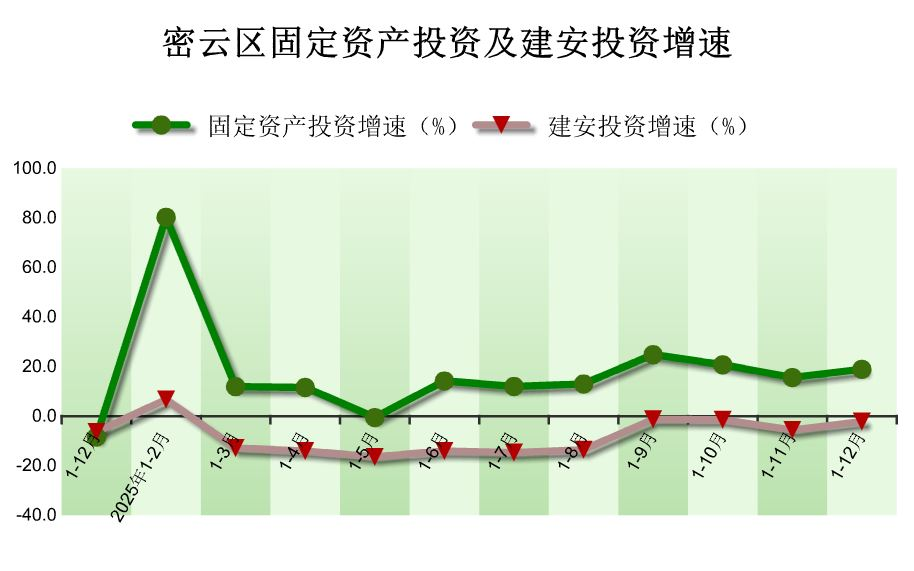 密云区固定资产投资及建安投资增速
固定资产投资增速（%） 建安投资增速（%）
100.0
80.0
60.0
40.0
20.0
0.0
-20.0
-40.0
1-12月
2025年1-2月
1-3月
1-4月
1-5月
1-6月
1-7月
1-8月
1-9月
1-10月
1-11月
1-12月